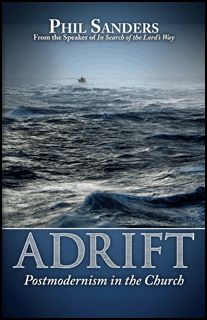 PHIL SANDERS
From the Speaker of In Search of the Lord's Way
ADRIFT
Postmodernism in the Church